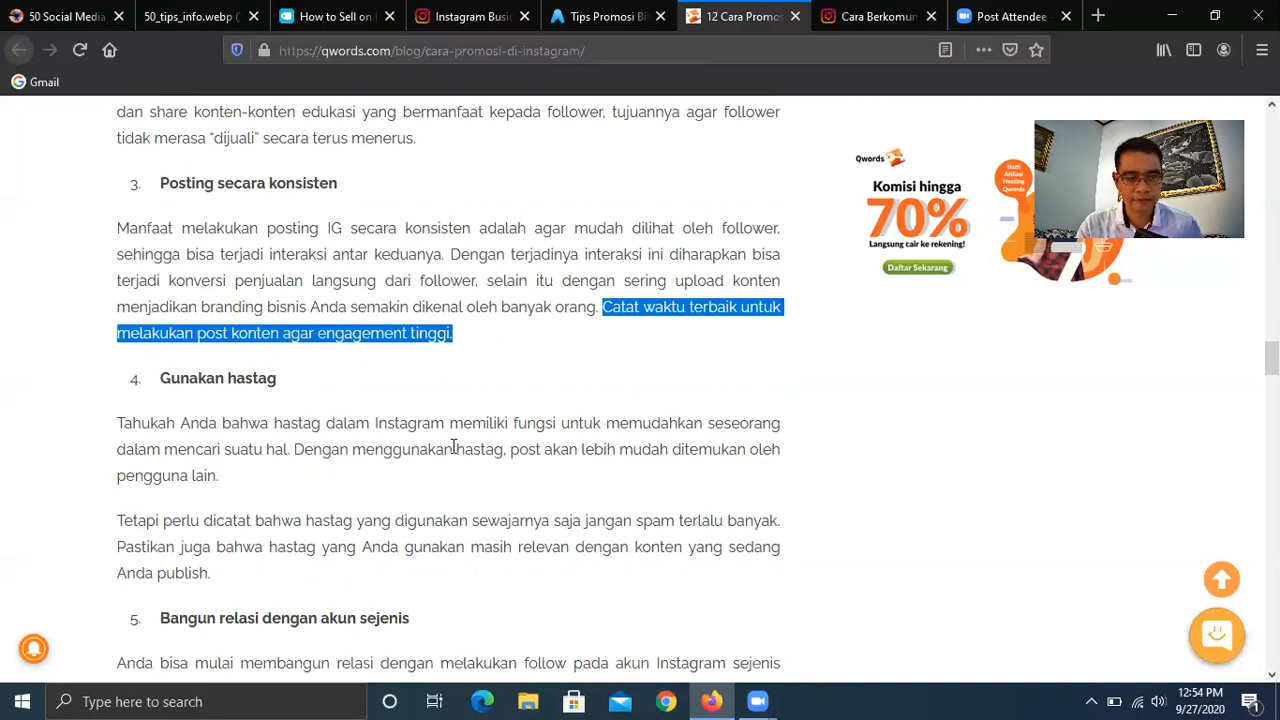 50 Social Media
50_tips_info.webp (
How to Sell on
Instagram Busi
Tips Promosi Bi
12 Cara Promos
Cara Berkomun
Post Attendee -
https://qwords.com/blog/cara-promosi-di-instagram/
Gmail
dan share konten-konten edukasi yang bermanfaat kepada follower, tujuannya agar follower
tidak merasa “dijuali” secara terus menerus.
3. Posting secara konsisten
Manfaat melakukan posting IG secara konsisten adalah agar mudah dilihat oleh follower,
sehingga bisa terjadi interaksi antar keduanya. Dengan terjadinya interaksi ini diharapkan bisa
terjadi konversi penjualan langsung dari follower, selain itu dengan sering upload konten
menjadikan branding bisnis Anda semakin dikenal oleh banyak orang. Catat waktu terbaik untuk
melakukan post konten agar engagement tinggi.
4. Gunakan hastag
Tahukah Anda bahwa hastag dalam Instagram memiliki fungsi untuk memudahkan seseorang
dalam mencari suatu hal. Dengan menggunakan hastag, post akan lebih mudah ditemukan oleh
pengguna lain.
Tetapi perlu dicatat bahwa hastag yang digunakan sewajarnya saja jangan spam terlalu banyak.
Pastikan juga bahwa hastag yang Anda gunakan masih relevan dengan konten yang sedang
Anda publish.
5. Bangun relasi dengan akun sejenis
Anda bisa mulai membangun relasi dengan melakukan follow pada akun Instagram sejenis
Qwords
Komisi hingga
70%
Langsung cair ke rekening!
Daftar Sekarang
Ikuti
Afiliasi
Hosting
Qwords
Type here to search
12:54 PM
9/27/2020
1